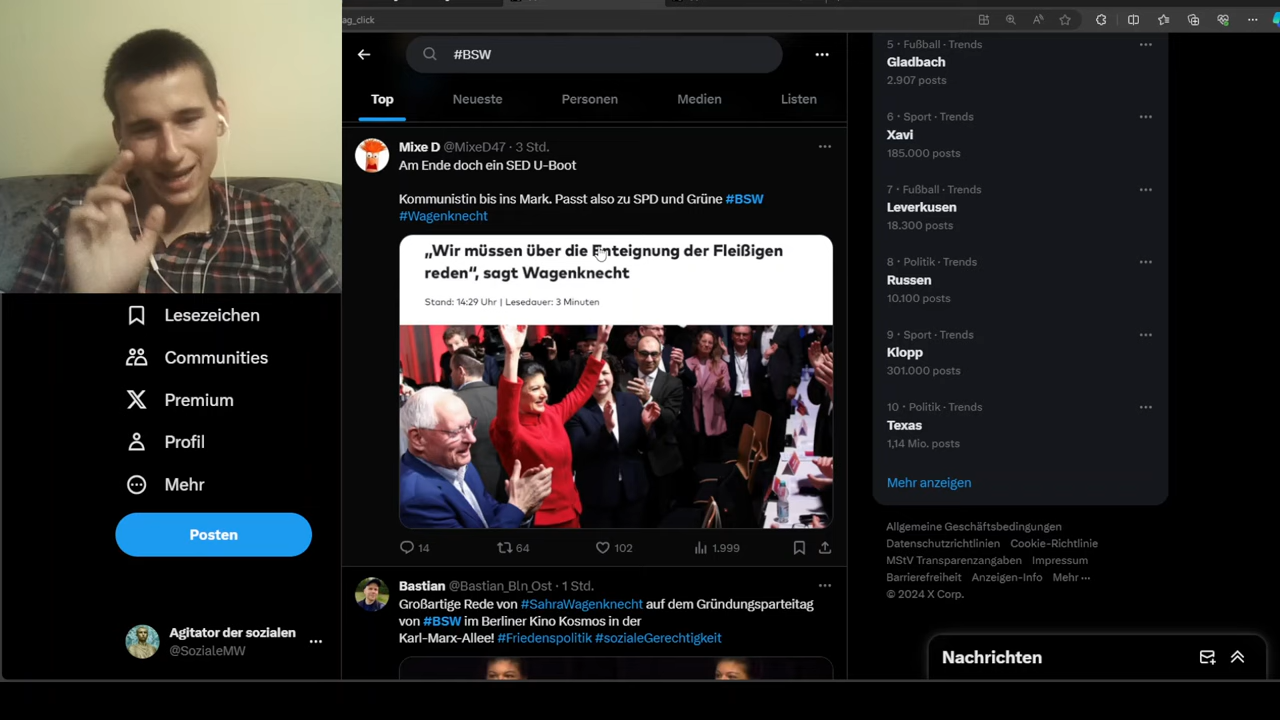 ag_click
#BSW
Top
Neueste
Personen
Medien
Listen
Mixe D @MixeD47 · 3 Std.
Am Ende doch ein SED U-Boot
Kommunistin bis ins Mark. Passt also zu SPD und Grüne #BSW
#Wagenknecht
„Wir müssen über die Enteignung der Fleißigen
reden“, sagt Wagenknecht
Stand: 14:29 Uhr | Lesedauer: 3 Minuten
14
64
102
1.999
Bastian @Bastian_Bln_Ost · 1 Std.
Großartige Rede von #SahraWagenknecht auf dem Gründungsparteitag
von #BSW im Berliner Kino Kosmos in der
Karl-Marx-Allee! #Friedenspolitik #sozialeGerechtigkeit
Lesezeichen
Communities
Premium
Profil
Mehr
Posten
Agitator der sozialen
@SozialeMW
5 · Fußball · Trends
Gladbach
2.907 posts
6 · Sport · Trends
Xavi
185.000 posts
7 · Fußball · Trends
Leverkusen
18.300 posts
8 · Politik · Trends
Russen
10.100 posts
9 · Sport · Trends
Klopp
301.000 posts
10 · Politik · Trends
Texas
1,14 Mio. posts
Mehr anzeigen
Allgemeine Geschäftsbedingungen
Datenschutzrichtlinien Cookie-Richtlinie
MStV Transparenzangaben Impressum
Barrierefreiheit Anzeigen-Info Mehr ···
© 2024 X Corp.
Nachrichten